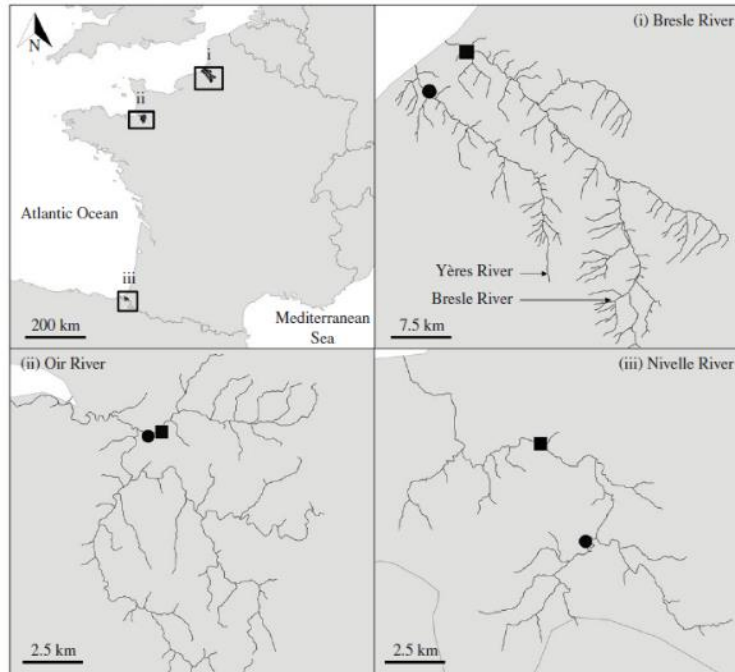 N
i
ii
Atlantic Ocean
iii
200 km
Mediterranean
Sea
(i) Bresle River
Yères River
Bresle River
7.5 km
(ii) Oir River
2.5 km
(iii) Nivelle River
2.5 km